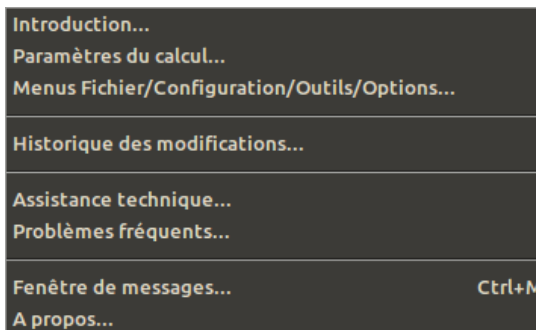 Introduction...
Paramètres du calcul...
Menus Fichier/Configuration/Outils/Options...
Historique des modifications...
Assistance technique...
Problèmes fréquents...
Fenêtre de messages... Ctrl+M
A propos...